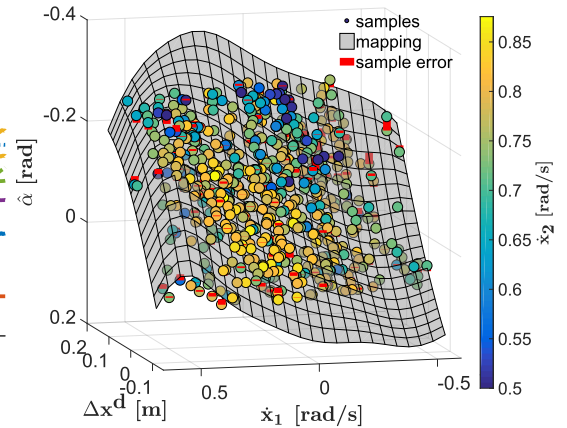 -0.4
-0.2
0
0.2
α̂ [rad]
0.2
0.1
0
-0.1
Δxᵈ [m]
0.5
0
-0.5
ẋ₁ [rad/s]
samples
mapping
sample error
0.85
0.8
0.75
0.7
0.65
0.6
0.55
0.5
ẋ₂ [rad/s]